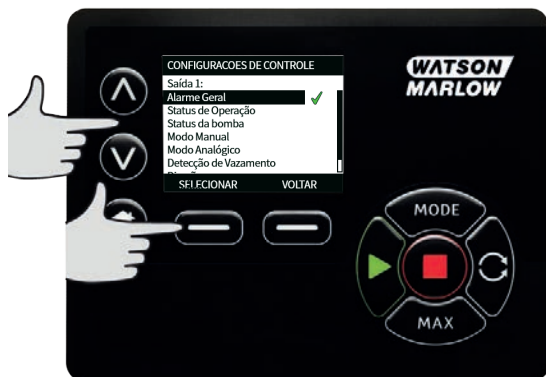 CONFIGURACOES DE CONTROLE
Saída 1:
Alarme Geral
Status de Operação
Status da bomba
Modo Manual
Modo Analógico
Detecção de Vazamento
SELECIONAR VOLTAR
WATSON
MARLOW
MODE
MAX